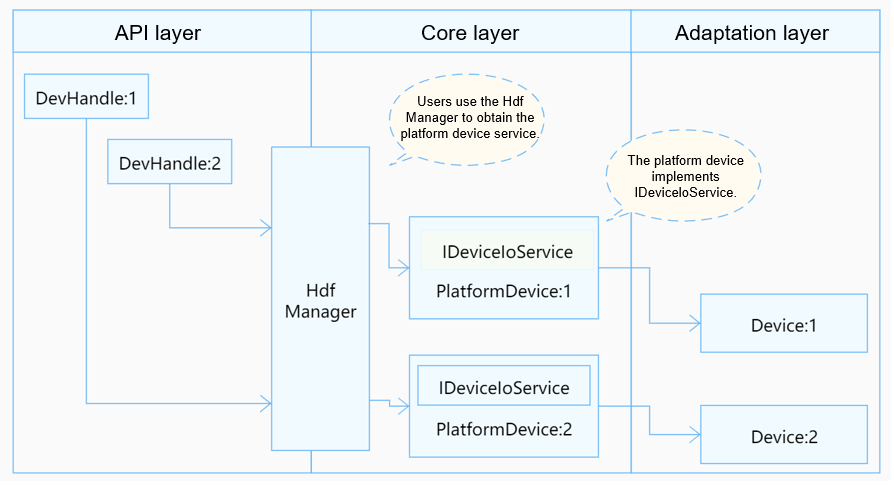 API layer
Core layer
Adaptation layer
DevHandle:1
DevHandle:2
Users use the Hdf
Manager to obtain the
platform device service.
The platform device
implements
IDeviceIoService.
Hdf
Manager
IDeviceIoService
PlatformDevice:1
Device:1
IDeviceIoService
PlatformDevice:2
Device:2